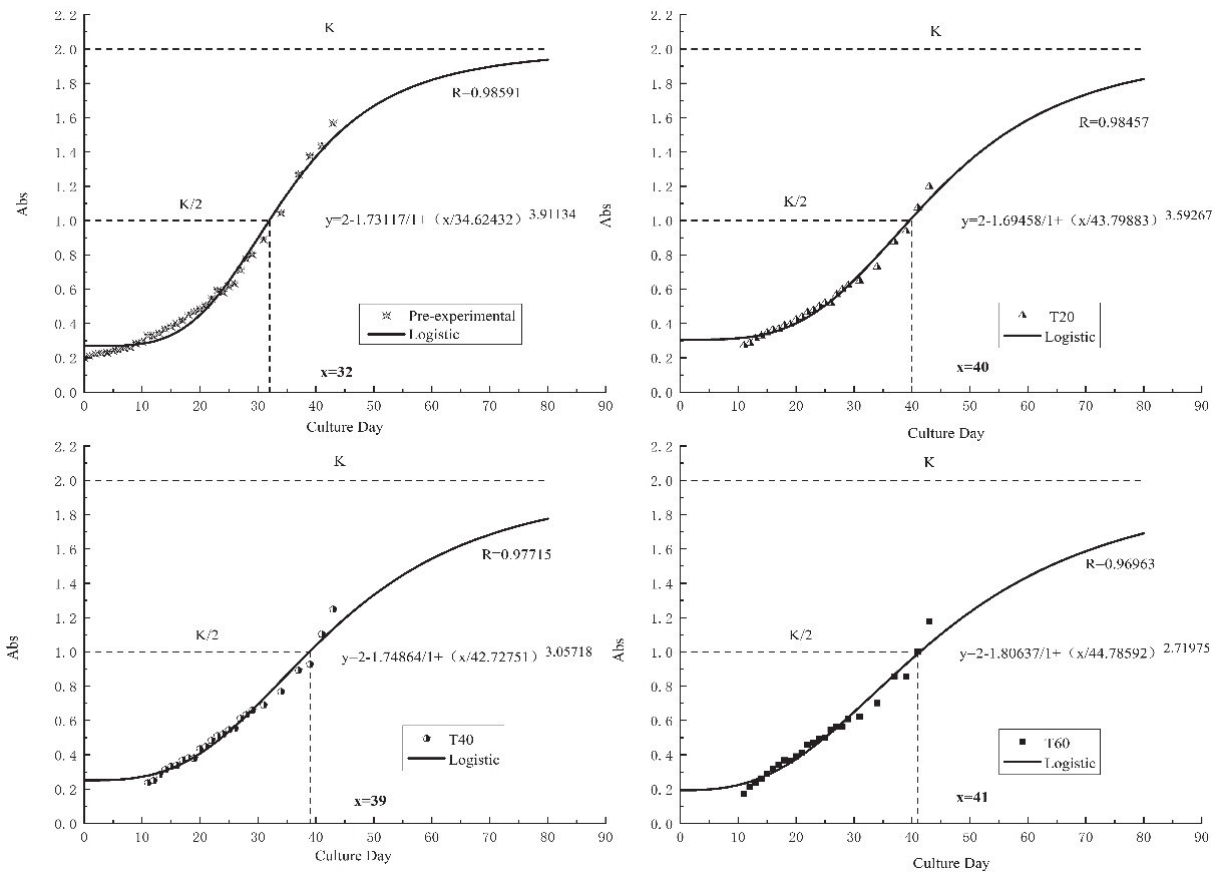 2.2
2.0
1.8
1.6
1.4
1.2
1.0
0.8
0.6
0.4
0.2
0.0
Abs
K
R=0.98591
K/2
y=2-1.73117/1+（x/34.62432）3.91134
Pre-experimental
Logistic
x=32
0 10 20 30 40 50 60 70 80 90
Culture Day
2.2
2.0
1.8
1.6
1.4
1.2
1.0
0.8
0.6
0.4
0.2
0.0
Abs
K
R=0.98457
K/2
y=2-1.69458/1+（x/43.79883）3.59267
T20
Logistic
x=40
0 10 20 30 40 50 60 70 80 90
Culture Day
2.2
2.0
1.8
1.6
1.4
1.2
1.0
0.8
0.6
0.4
0.2
0.0
Abs
K
R=0.97715
K/2
y=2-1.74864/1+（x/42.72751）3.05718
T40
Logistic
x=39
0 10 20 30 40 50 60 70 80 90
Culture Day
2.2
2.0
1.8
1.6
1.4
1.2
1.0
0.8
0.6
0.4
0.2
0.0
Abs
K
R=0.96963
K/2
y=2-1.80637/1+（x/44.78592）2.71975
T60
Logistic
x=41
0 10 20 30 40 50 60 70 80 90
Culture Day